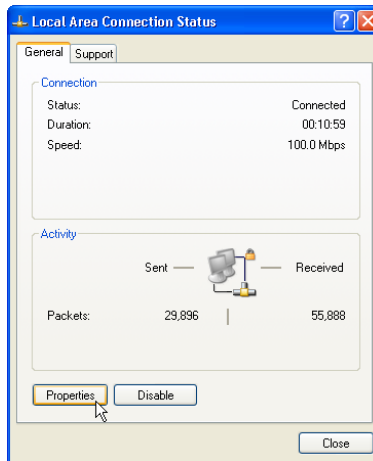 Local Area Connection Status
General Support
Connection
Status: Connected
Duration: 00:10:59
Speed: 100.0 Mbps
Activity
Sent Received
Packets: 29,896 55,888
Properties Disable
Close